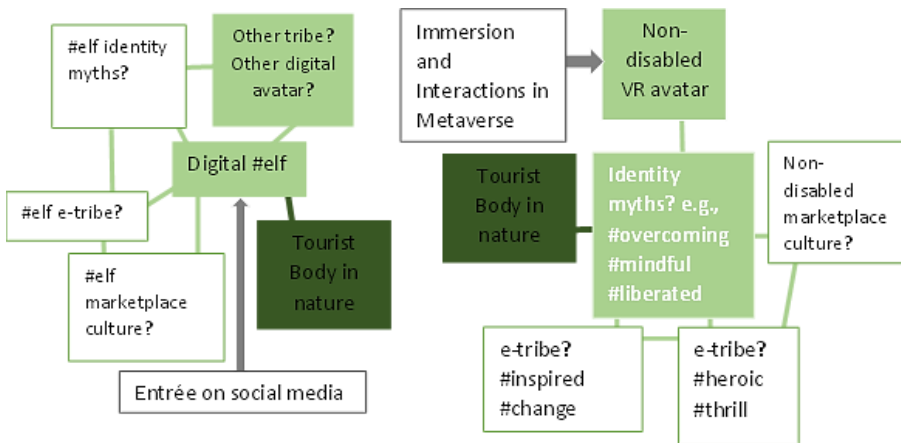 #elf identity
myths?
Other tribe?
Other digital
avatar?
Digital #elf
#elf e-tribe?
Tourist
Body in
nature
#elf
marketplace
culture?
Entrée on social media
Immersion
and
Interactions in
Metaverse
Non-
disabled
VR avatar
Tourist
Body in
nature
Identity
myths? e.g.,
#overcoming
#mindful
#liberated
Non-
disabled
marketplace
culture?
e-tribe?
#inspired
#change
e-tribe?
#heroic
#thrill